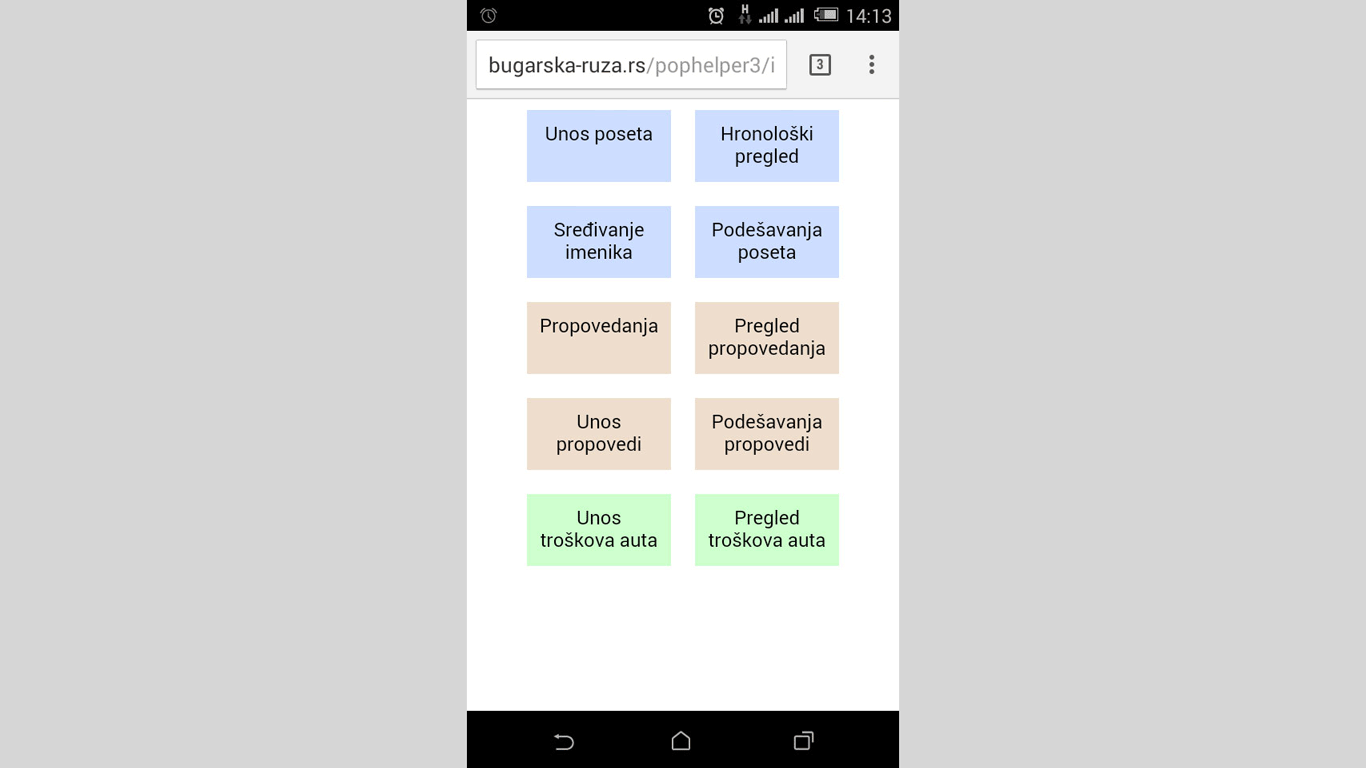 H
14:13
bugarska-ruza.rs/pophelper3/i
3
Unos poseta
Hronološki
pregled
Sređivanje
imenika
Podešavanja
poseta
Propovedanja
Pregled
propovedanja
Unos
propovedi
Podešavanja
propovedi
Unos
troškova auta
Pregled
troškova auta